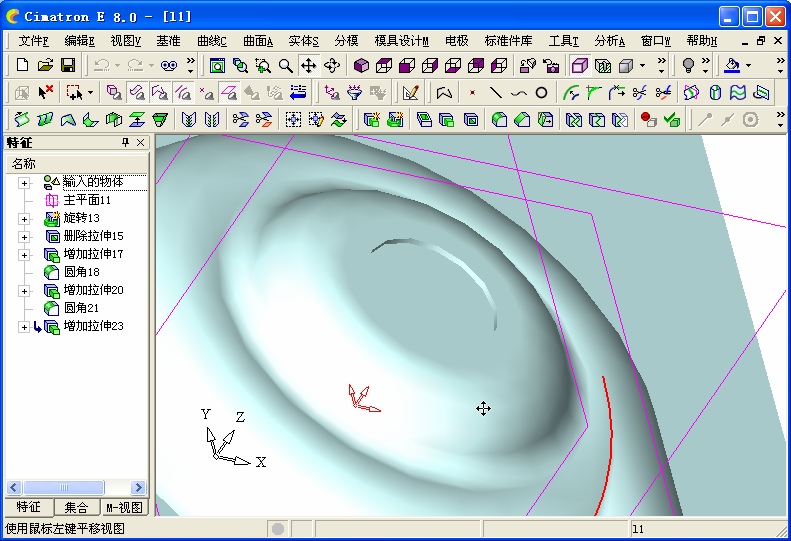 Cimatron E 8.0 - [l1]
文件F 编辑E 视图V 基准 曲线C 曲面A 实体S 分模 模具设计M 电极 标准件库 工具T 分析A 窗口W 帮助H
特征
名称
输入的物体
主平面11
旋转13
删除拉伸15
增加拉伸17
圆角18
增加拉伸20
圆角21
增加拉伸23
Y
Z
X
特征 集合 M-视图
使用鼠标左键平移视图 l1